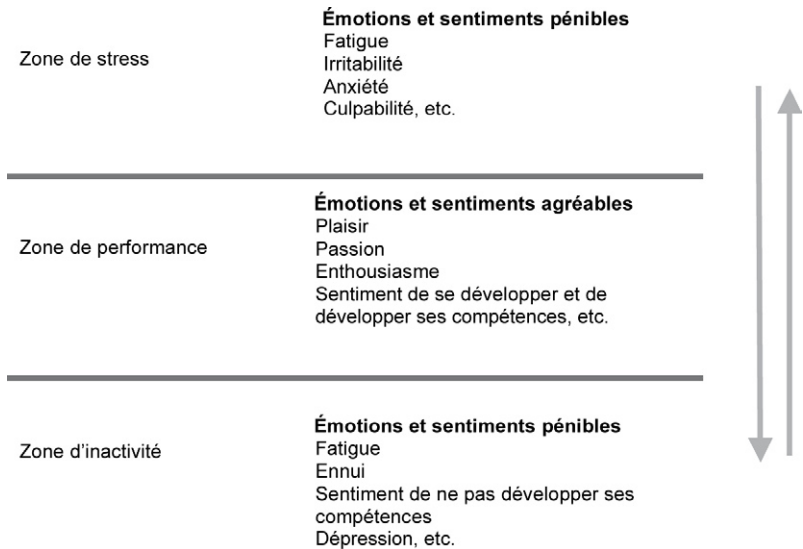 Zone de stress
Émotions et sentiments pénibles
Fatigue
Irritabilité
Anxiété
Culpabilité, etc.
Zone de performance
Émotions et sentiments agréables
Plaisir
Passion
Enthousiasme
Sentiment de se développer et de
développer ses compétences, etc.
Zone d’inactivité
Émotions et sentiments pénibles
Fatigue
Ennui
Sentiment de ne pas développer ses
compétences
Dépression, etc.